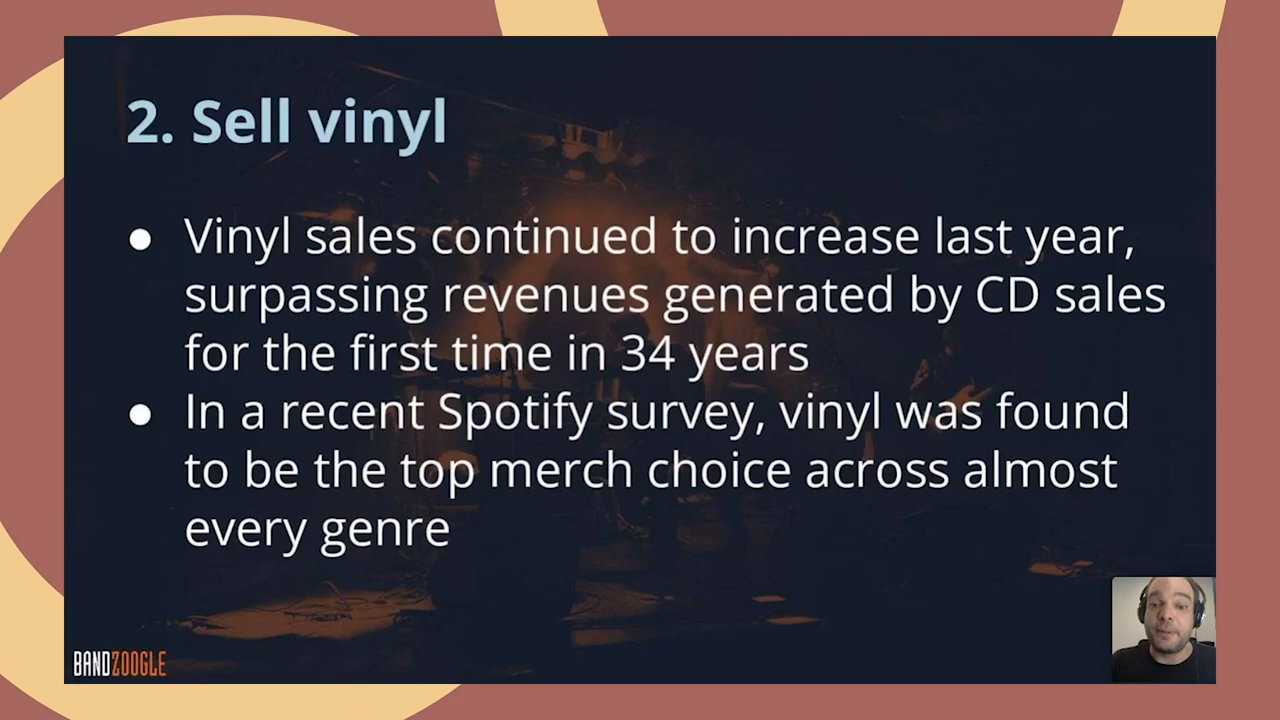 2. Sell vinyl
● Vinyl sales continued to increase last year,
surpassing revenues generated by CD sales
for the first time in 34 years
● In a recent Spotify survey, vinyl was found
to be the top merch choice across almost
every genre
BANDZOOGLE